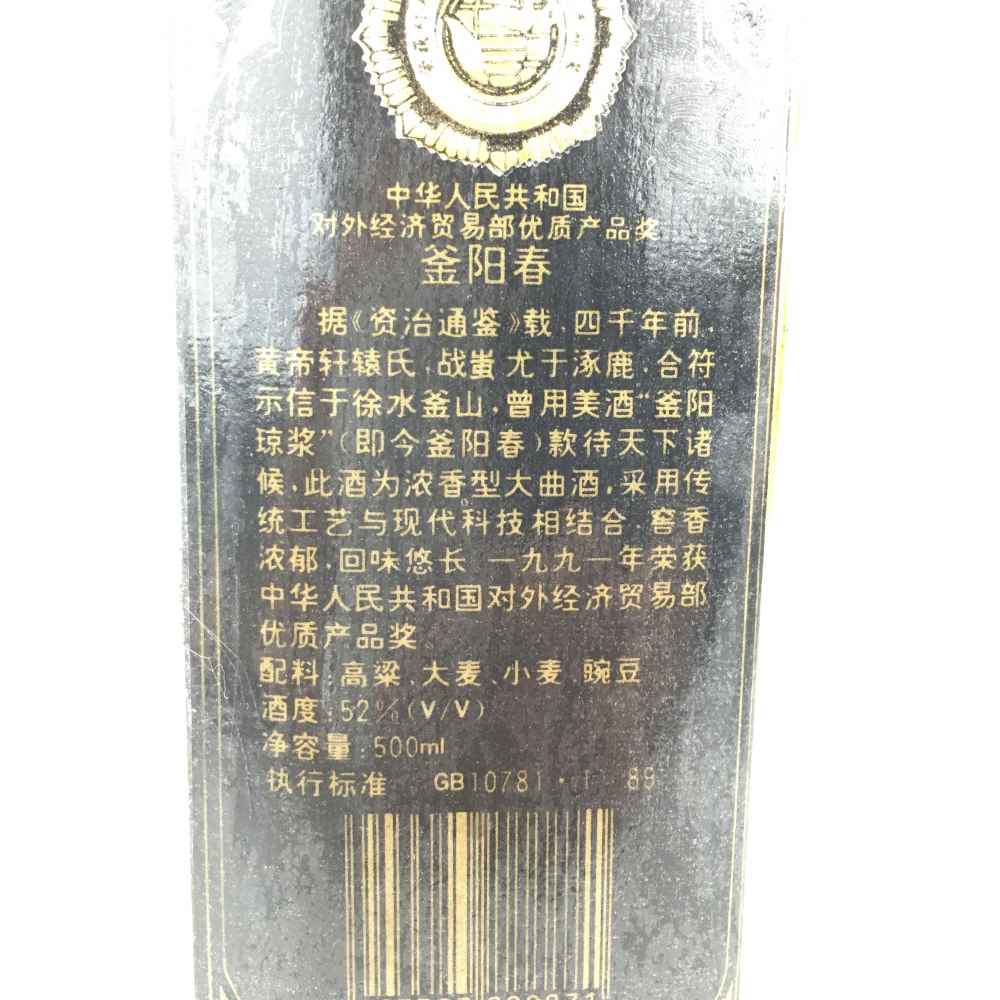 中华人民共和国
对外经济贸易部优质产品奖
釜阳春
据《资治通鉴》载，四千年前，
黄帝轩辕氏，战蚩尤于涿鹿，合符
示信于徐水釜山，曾用美酒“釜阳
琼浆”（即今釜阳春）款待天下诸
候，此酒为浓香型大曲酒，采用传
统工艺与现代科技相结合，窖香
浓郁，回味悠长 一九九一年荣获
中华人民共和国对外经济贸易部
优质产品奖
配料：高粱、大麦、小麦、豌豆
酒度：52%(V/V)
净容量：500ml
执行标准 GB10781·1 89